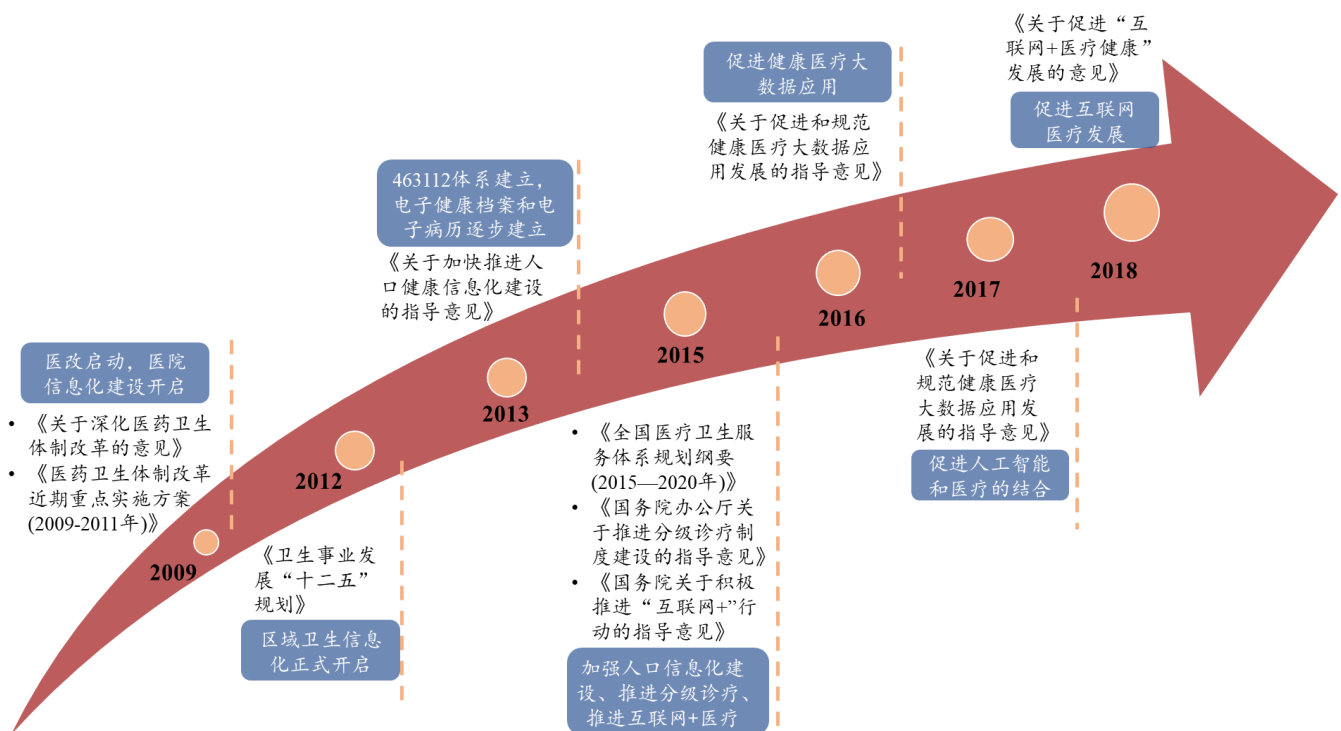 医改启动，医院
信息化建设开启
• 《关于深化医药卫生
体制改革的意见》
• 《医药卫生体制改革
近期重点实施方案
(2009-2011年)》
2009
2012
《卫生事业发
展“十二五”
规划》
区域卫生信息
化正式开启
463112体系建立，
电子健康档案和电
子病历逐步建立
《关于加快推进人
口健康信息化建设
的指导意见》
2013
2015
• 《全国医疗卫生服
务体系规划纲要
(2015—2020年)》
• 《国务院办公厅关
于推进分级诊疗制
度建设的指导意见》
• 《国务院关于积极
推进“互联网+”行
动的指导意见》
加强人口信息化建
设、推进分级诊疗、
推进互联网+医疗
促进健康医疗大
数据应用
《关于促进和规范
健康医疗大数据应
用发展的指导意见》
2016
2017
《关于促进和
规范健康医疗
大数据应用发
展的指导意见》
促进人工智能
和医疗的结合
《关于促进“互
联网+医疗健康”
发展的意见》
促进互联网
医疗发展
2018